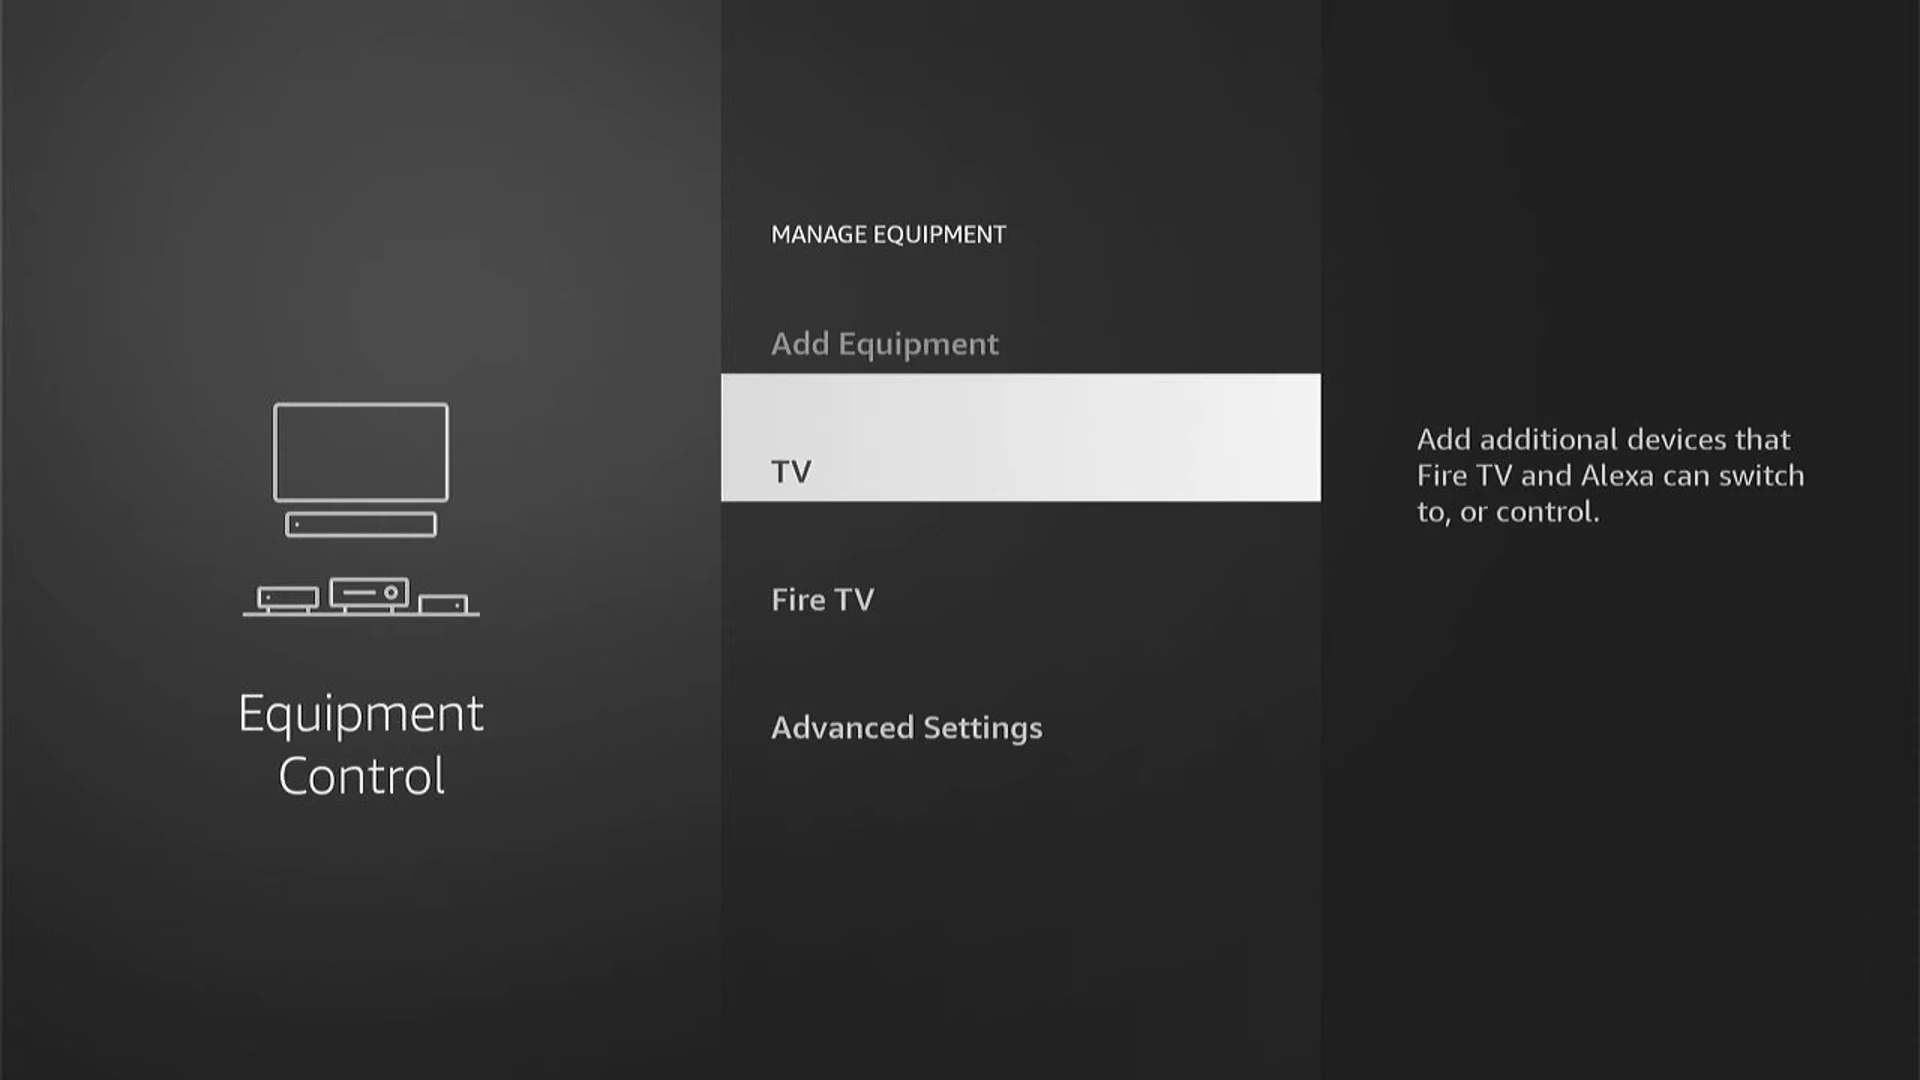 MANAGE EQUIPMENT
Add Equipment
TV
Fire TV
Advanced Settings
Equipment
Control
Add additional devices that
Fire TV and Alexa can switch
to, or control.